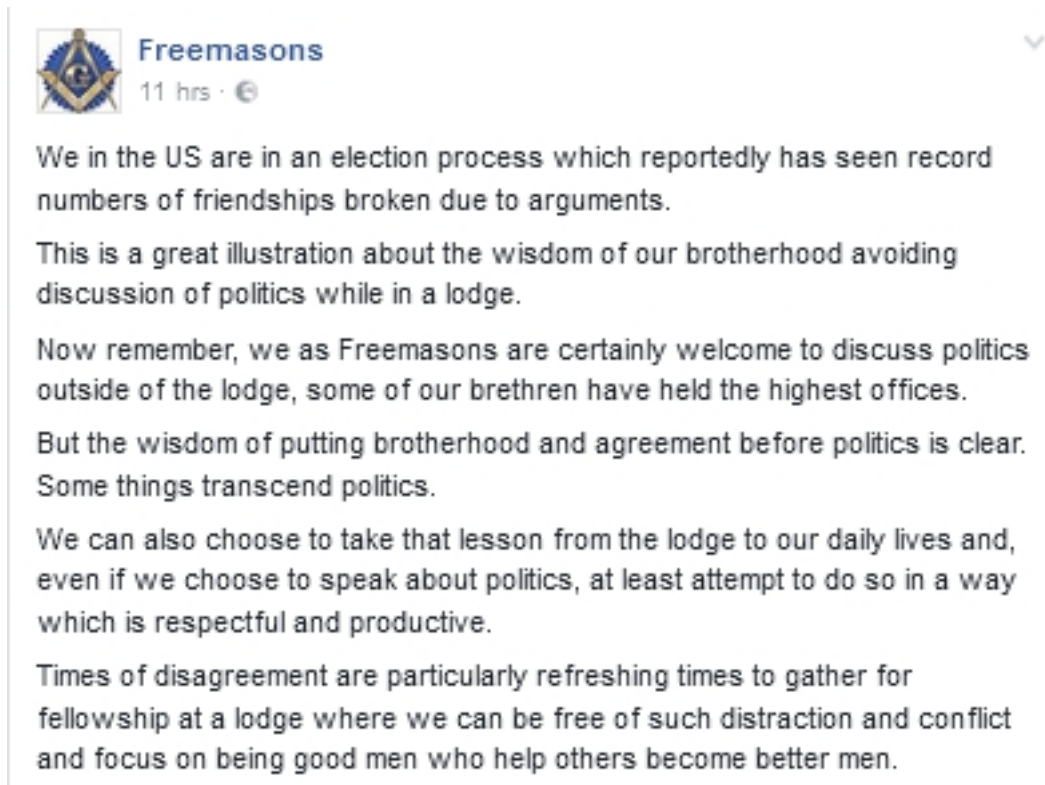 Freemasons
11 hrs ·
We in the US are in an election process which reportedly has seen record
numbers of friendships broken due to arguments.
This is a great illustration about the wisdom of our brotherhood avoiding
discussion of politics while in a lodge.
Now remember, we as Freemasons are certainly welcome to discuss politics
outside of the lodge, some of our brethren have held the highest offices.
But the wisdom of putting brotherhood and agreement before politics is clear.
Some things transcend politics.
We can also choose to take that lesson from the lodge to our daily lives and,
even if we choose to speak about politics, at least attempt to do so in a way
which is respectful and productive.
Times of disagreement are particularly refreshing times to gather for
fellowship at a lodge where we can be free of such distraction and conflict
and focus on being good men who help others become better men.